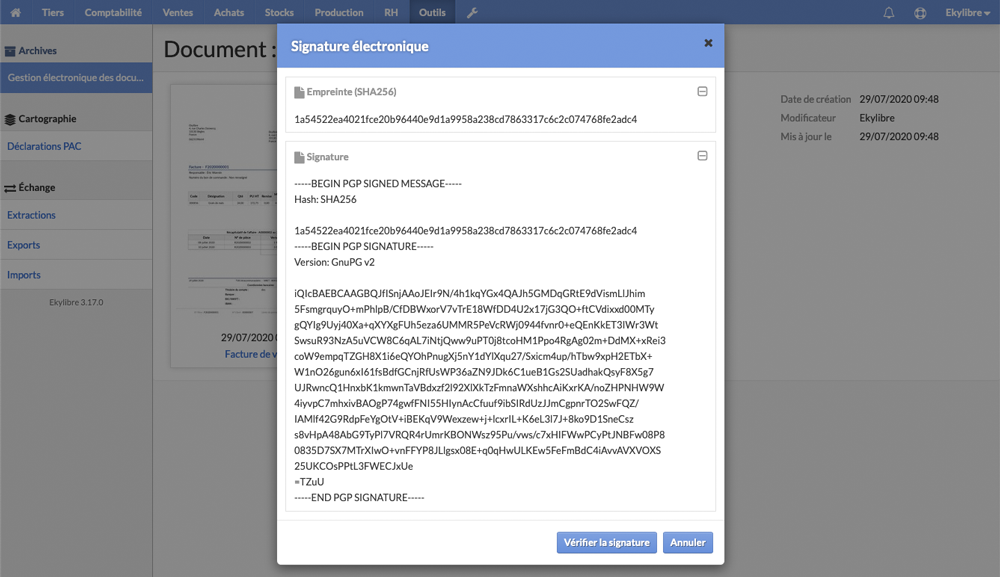 Tiers Comptabilité Ventes Achats Stocks Production RH Outils Ekylibre
Archives
Gestion électronique des docu...
Cartographie
Déclarations PAC
Échange
Extractions
Exports
Imports
Ekylibre 3.17.0
Document :
29/07/2020 0
Facture de v
Date de création 29/07/2020 09:48
Modificateur Ekylibre
Mis à jour le 29/07/2020 09:48
Signature électronique
Empreinte (SHA256)
1a54522ea4021fce20b96440e9d1a9958a238cd7863317c6c2c074768fe2adc4
Signature
-----BEGIN PGP SIGNED MESSAGE-----
Hash: SHA256
1a54522ea4021fce20b96440e9d1a9958a238cd7863317c6c2c074768fe2adc4
-----BEGIN PGP SIGNATURE-----
Version: GnuPG v2
iQIcBAEBCAAGBQJfISnjAAoJEIr9N/4h1kqYGx4QAJh5GMDqGRtE9dVismLlJhim
5FsmgrquyO+mPhlpB/CfDBWxorV7vTrE18WfDD4U2x17jG3QO+ftCVdixxd00MTy
gQYIg9Uyj40Xa+qXYXgFUh5eza6UMMR5PeVcRWj0944fvnr0+eQEnKkET3IWr3Wt
SwsuR93NzA5uVCW8C6qAL7iNtjQww9uPT0j8tcoHM1Ppo4RgAg02m+DdMX+xRei3
coW9empqTZGH8X1i6eQYOhPnugXj5nY1dYlXqu27/Sxicm4up/hTbw9xpH2ETbX+
W1nO26gun6xI61fsBdfGCnjRfUsWP36aZN9JDk6C1ueB1Gs2SUadhakQsyF8X5g7
UJRwncQ1HnxbK1kmwnTaVBdxzf2l92XlXkTzFmnaWXshhcAiKxrKA/noZHPNHW9W
4iyvpC7mhxivBAOgP74gwfFNI55HIynAcCfuuf9ibSIRdUzJJmCgpnrTO2SwFQZ/
IAMlf42G9RdpFeYgOtV+iBEKqV9Wexzew+j+lcxrIL+K6eL3l7J+8ko9D1SneCsz
s8vHpA48AbG9TyPl7VRQR4rUmrKBONWsz95Pu/vws/c7xHIFWwPCyPtJNBFw08P8
0835D7SX7MTrXlwO+vnFFYP8JLlgsx08E+q0qHwULKEw5FeFmBdC4iAvvAVXVOXS
25UKCOsPPtL3FWECJxUe
=TZuU
-----END PGP SIGNATURE-----
Vérifier la signature Annuler